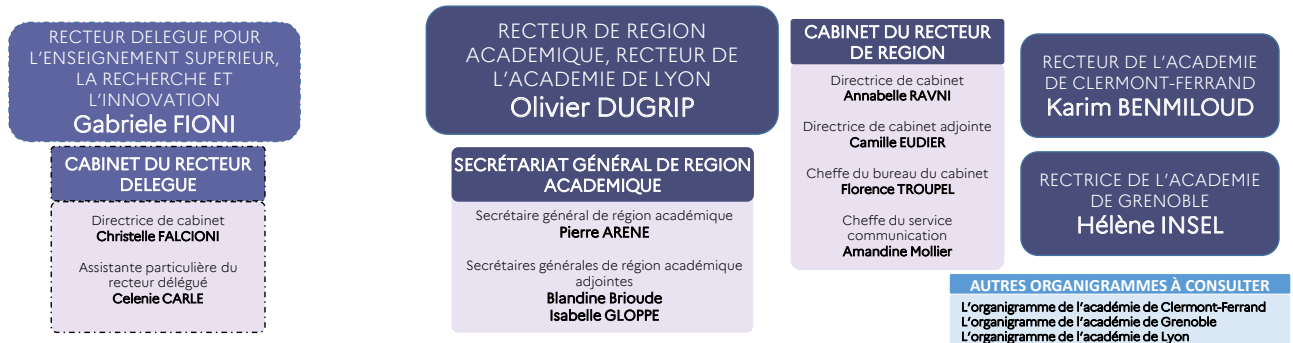 RECTEUR DELEGUE POUR
L'ENSEIGNEMENT SUPERIEUR,
LA RECHERCHE ET
L'INNOVATION
Gabriele FIONI
CABINET DU RECTEUR
DELEGUE
Directrice de cabinet
Christelle FALCIONI
Assistante particulière du
recteur délégué
Celenie CARLE
RECTEUR DE REGION
ACADEMIQUE, RECTEUR DE
L'ACADEMIE DE LYON
Olivier DUGRIP
SECRÉTARIAT GÉNÉRAL DE REGION
ACADEMIQUE
Secrétaire général de région académique
Pierre ARENE
Secrétaires générales de région académique
adjointes
Blandine Brioude
Isabelle GLOPPE
CABINET DU RECTEUR
DE REGION
Directrice de cabinet
Annabelle RAVNI
Directrice de cabinet adjointe
Camille EUDIER
Cheffe du bureau du cabinet
Florence TROUPEL
Cheffe du service
communication
Amandine Mollier
RECTEUR DE L'ACADEMIE
DE CLERMONT-FERRAND
Karim BENMILOUD
RECTRICE DE L'ACADEMIE
DE GRENOBLE
Hélène INSEL
AUTRES ORGANIGRAMMES À CONSULTER
L'organigramme de l'académie de Clermont-Ferrand
L'organigramme de l'académie de Grenoble
L'organigramme de l'académie de Lyon